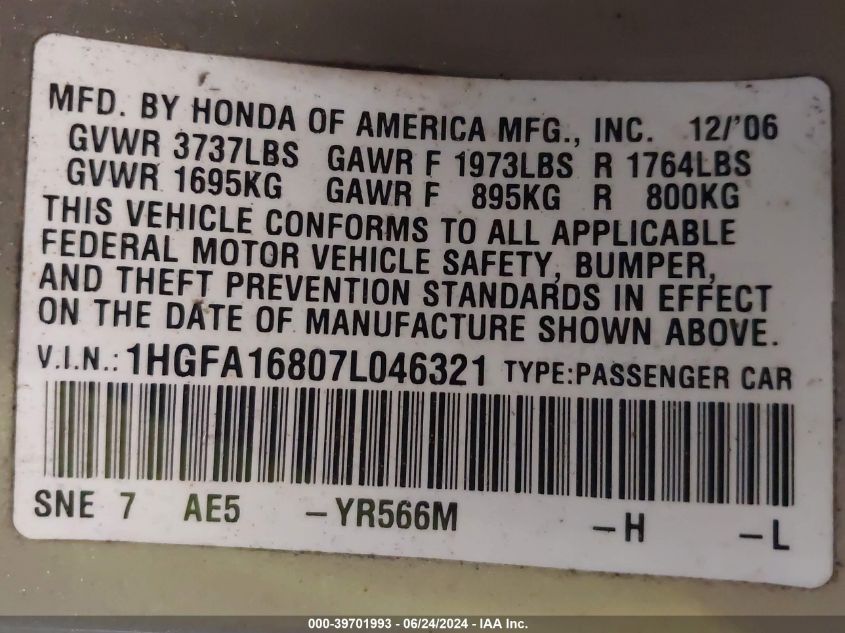 MFD. BY HONDA OF AMERICA MFG., INC. 12/'06
GVWR 3737LBS GAWR F 1973LBS R 1764LBS
GVWR 1695KG GAWR F 895KG R 800KG
THIS VEHICLE CONFORMS TO ALL APPLICABLE
FEDERAL MOTOR VEHICLE SAFETY, BUMPER,
AND THEFT PREVENTION STANDARDS IN EFFECT
ON THE DATE OF MANUFACTURE SHOWN ABOVE.
V.I.N.: 1HGFA16807L046321 TYPE:PASSENGER CAR
SNE 7 AE5 -YR566M -H -L
000-39701993 - 06/24/2024 - IAA Inc.